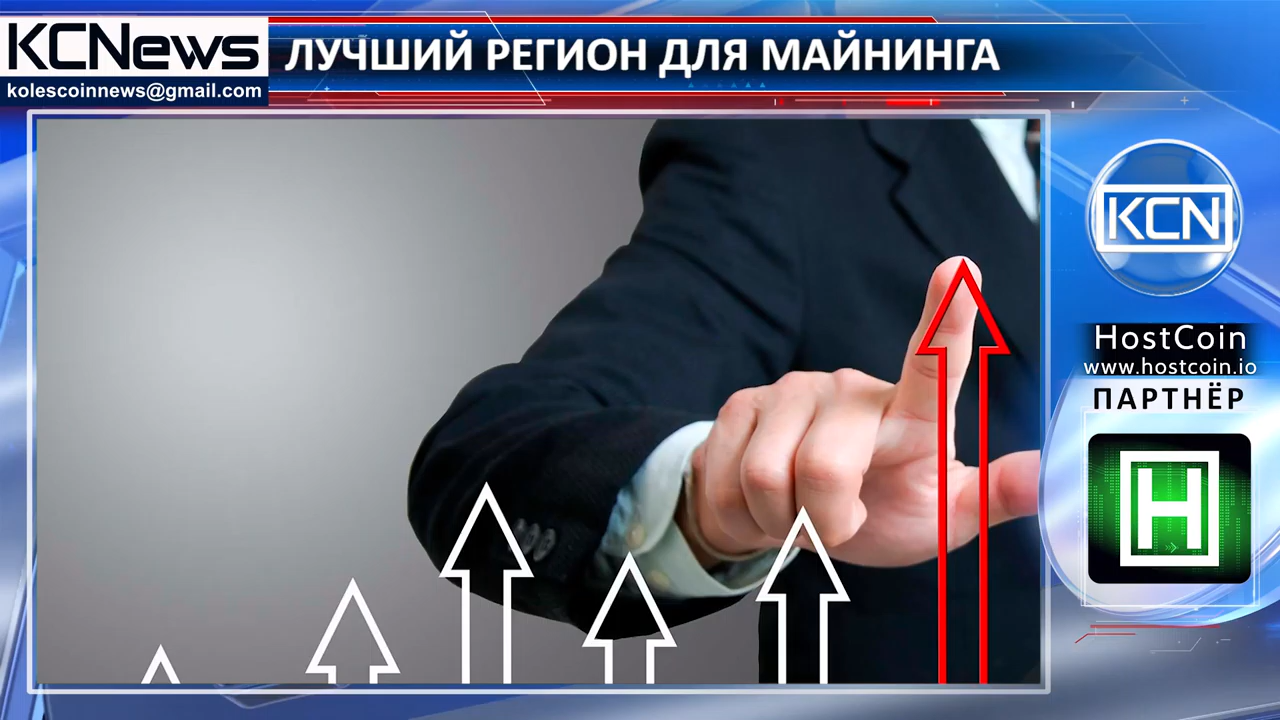 KCNews
kolescoinnews@gmail.com
ЛУЧШИЙ РЕГИОН ДЛЯ МАЙНИНГА
KCN
HostCoin
www.hostcoin.io
ПАРТНЁР
H